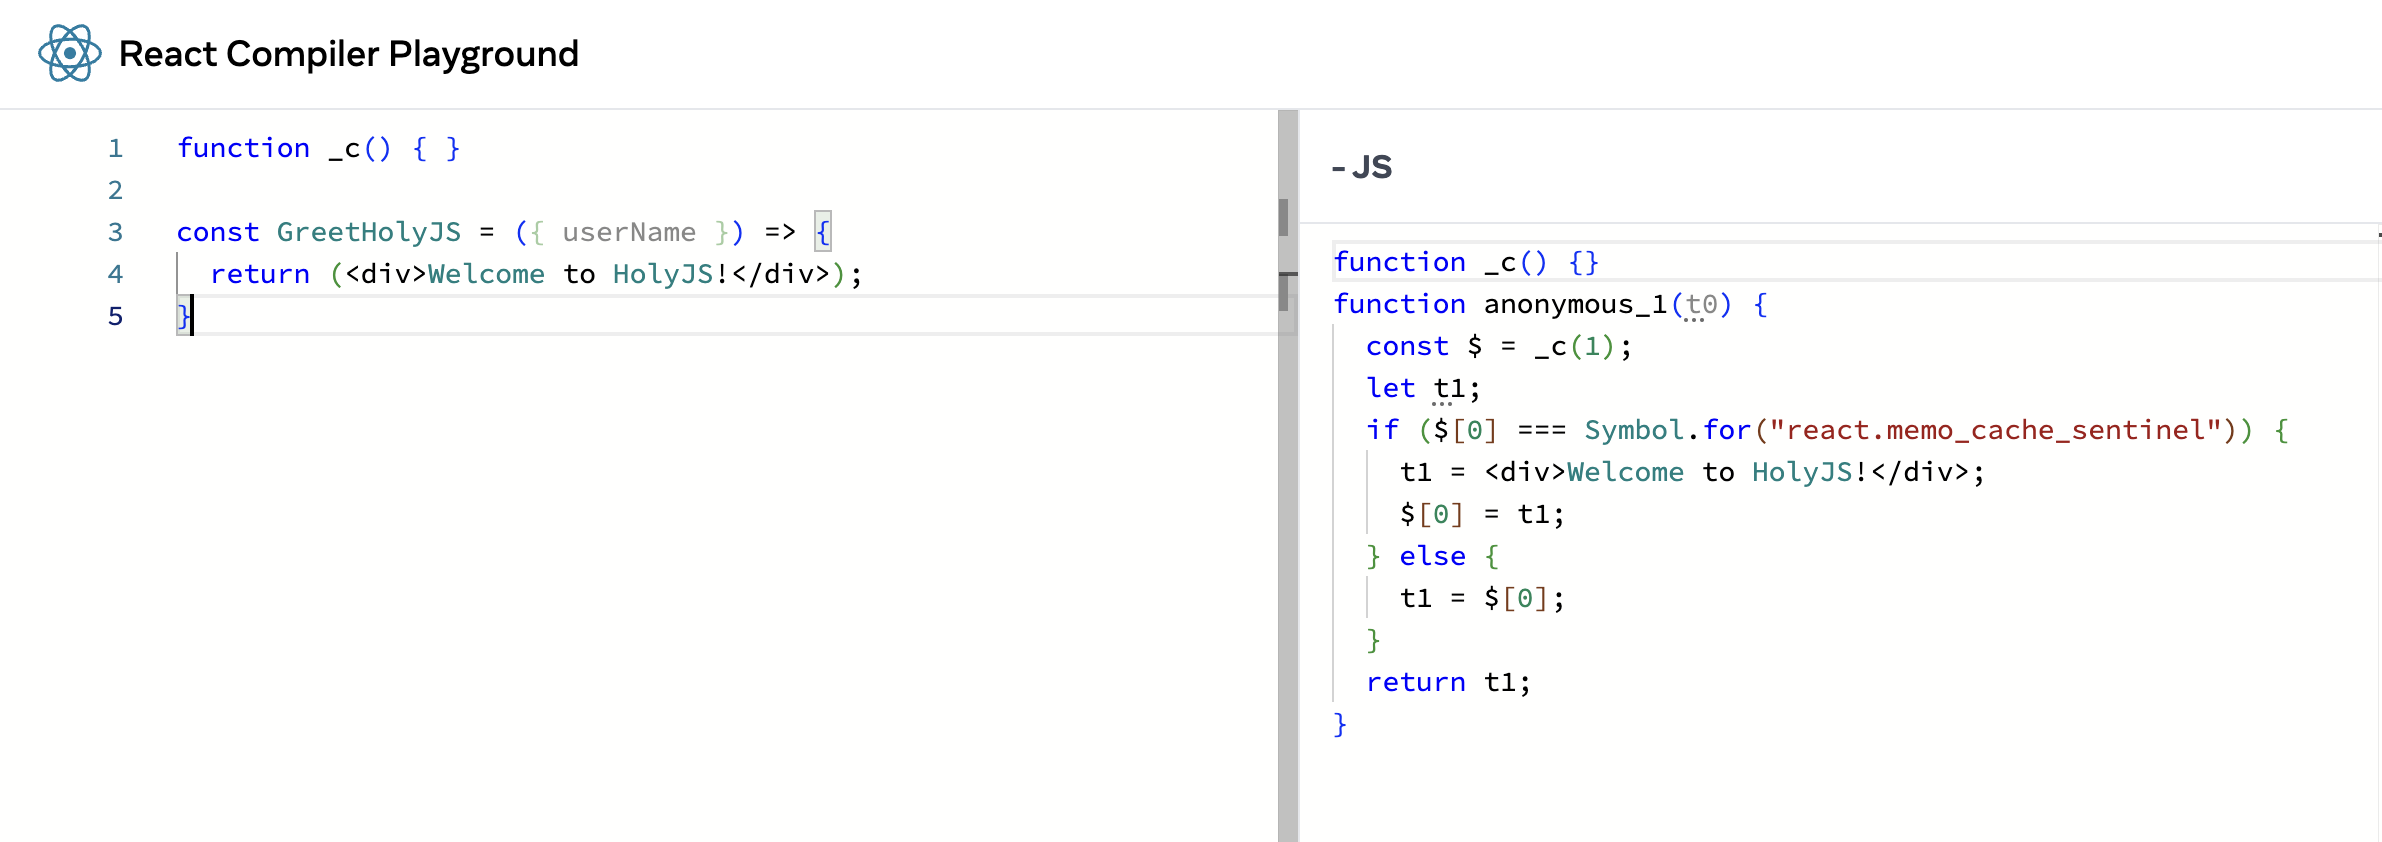 React Compiler Playground
1 function _c() { }
2
3 const GreetHolyJS = ({ userName }) => {
4   return (<div>Welcome to HolyJS!</div>);
5 }
- JS
function _c() {}
function anonymous_1(t0) {
  const $ = _c(1);
  let t1;
  if ($[0] === Symbol.for("react.memo_cache_sentinel")) {
    t1 = <div>Welcome to HolyJS!</div>;
    $[0] = t1;
  } else {
    t1 = $[0];
  }
  return t1;
}